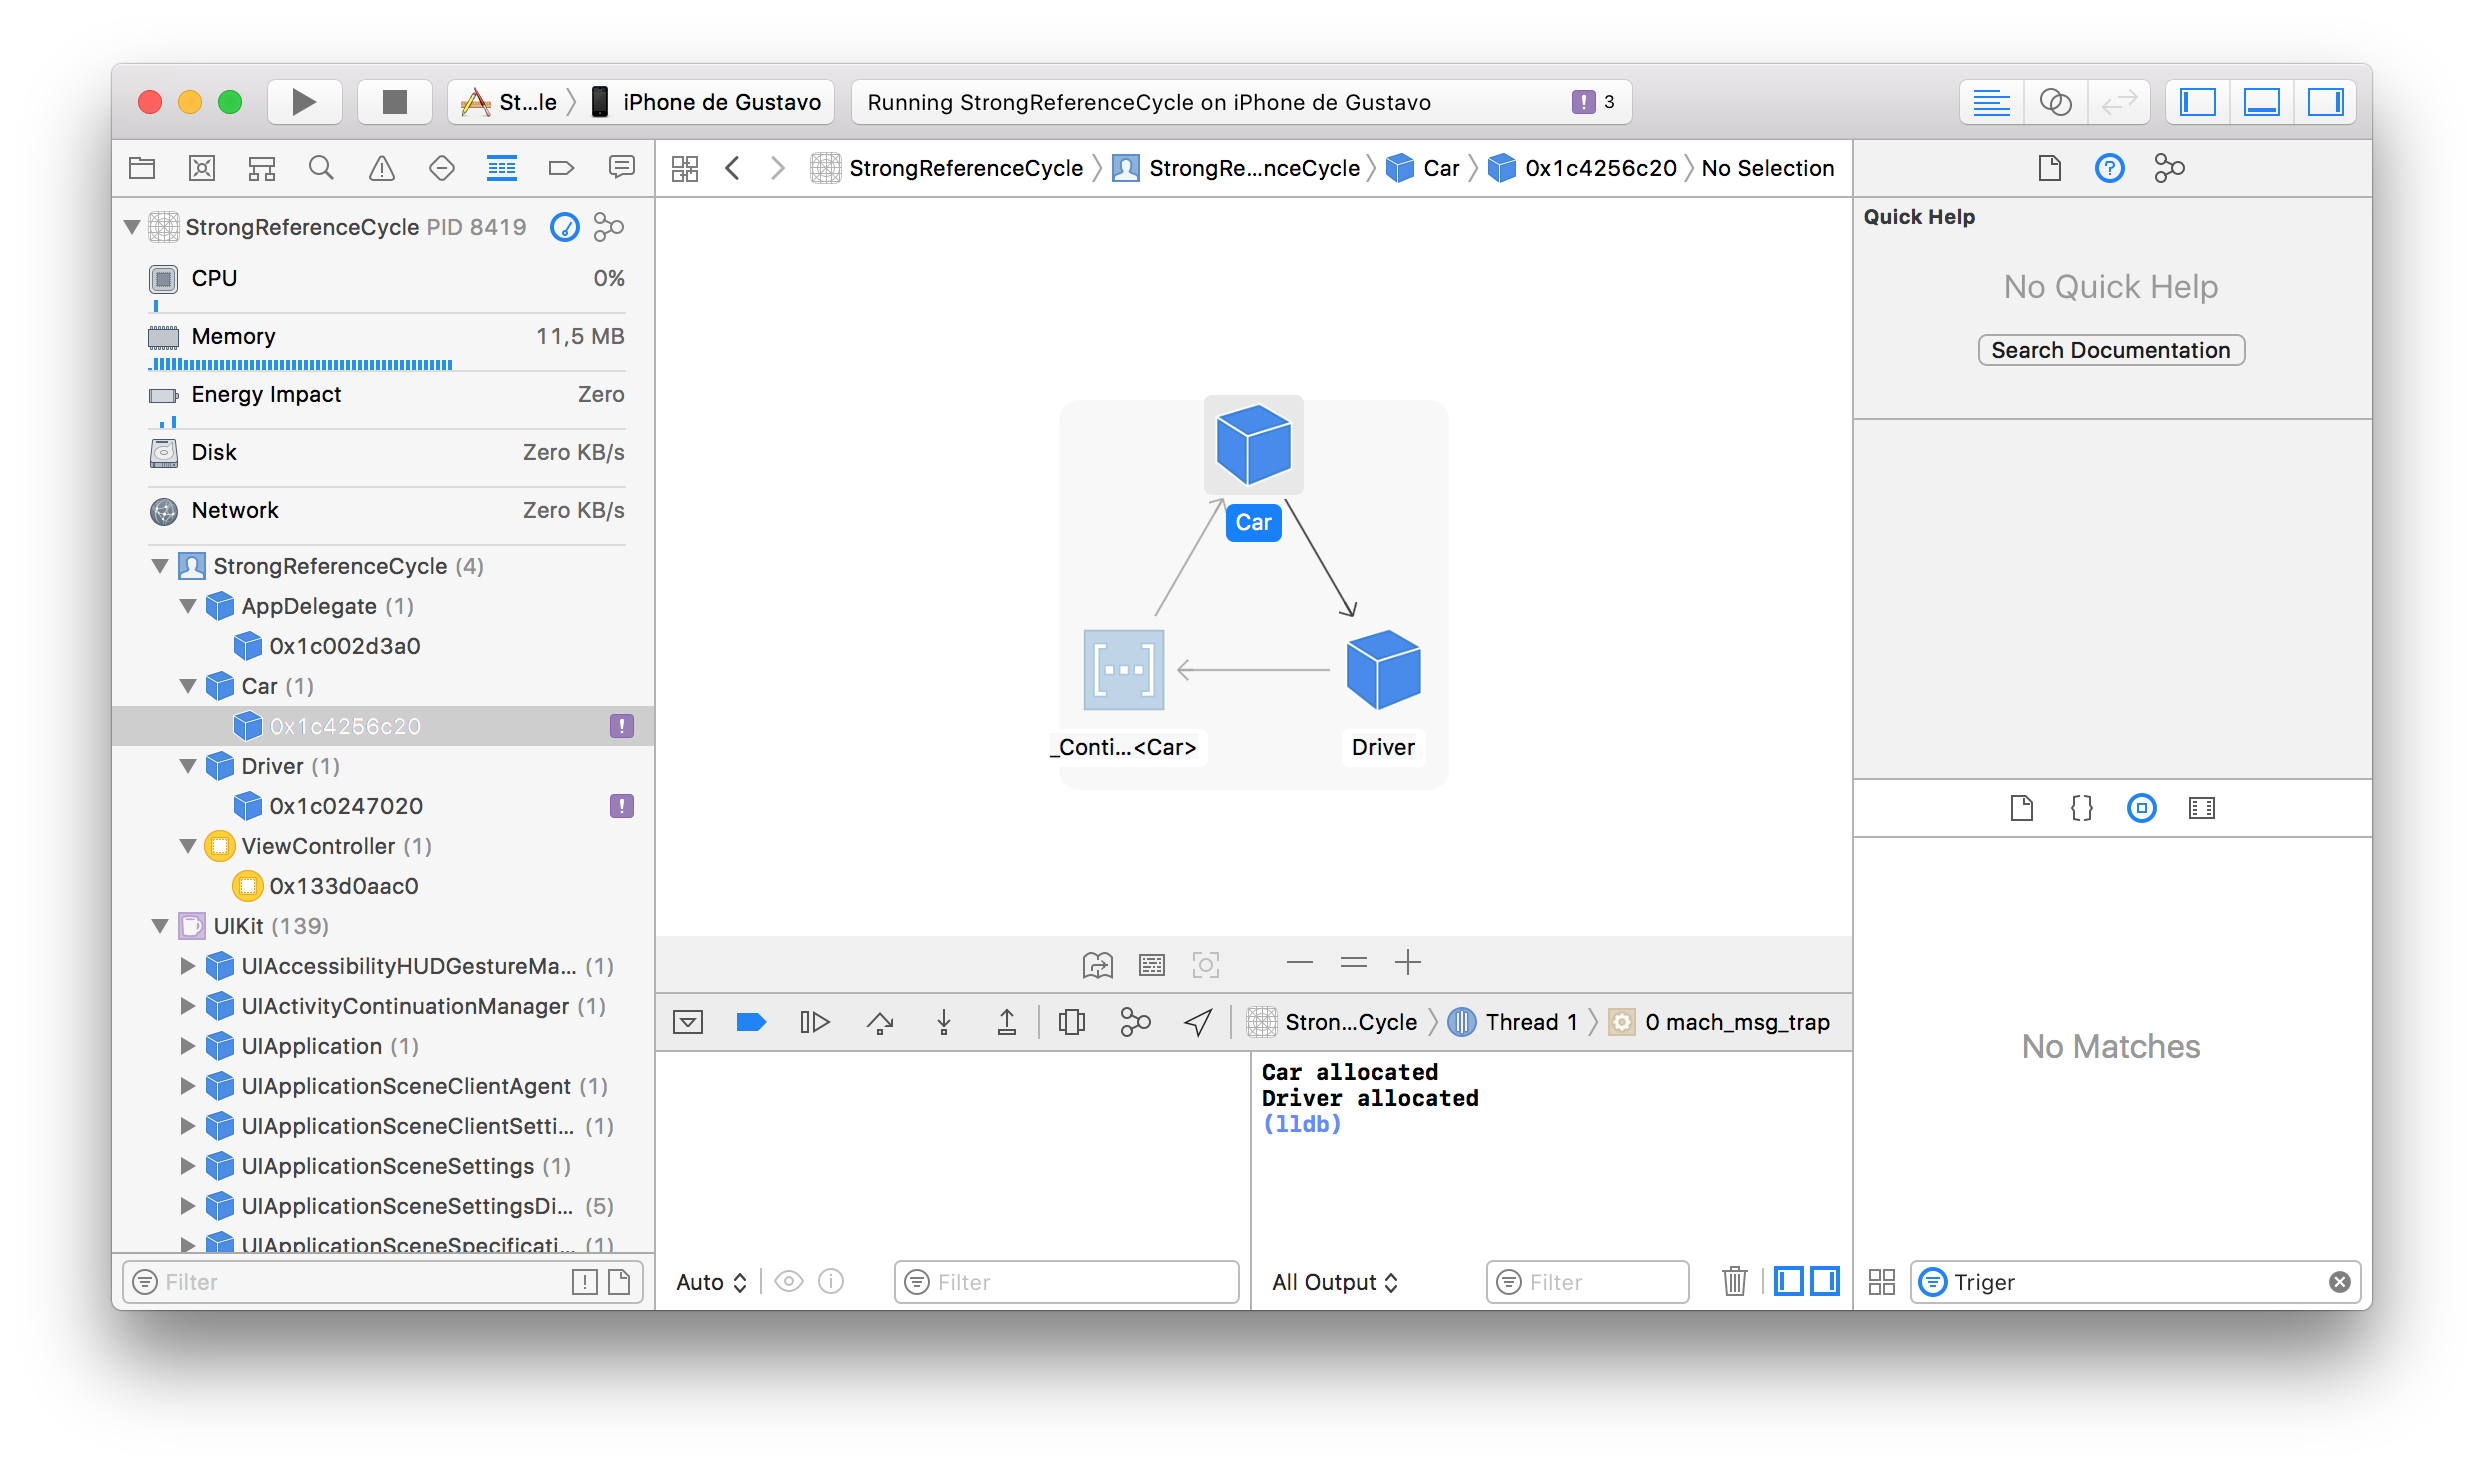 St...le iPhone de Gustavo
Running StrongReferenceCycle on iPhone de Gustavo 3
StrongReferenceCycle StrongRe...nceCycle Car 0x1c4256c20 No Selection
StrongReferenceCycle PID 8419
CPU 0%
Memory 11,5 MB
Energy Impact Zero
Disk Zero KB/s
Network Zero KB/s
StrongReferenceCycle (4)
AppDelegate (1)
0x1c002d3a0
Car (1)
0x1c4256c20
Driver (1)
0x1c0247020
ViewController (1)
0x133d0aac0
UIKit (139)
UIAccessibilityHUDGestureMa... (1)
UIActivityContinuationManager (1)
UIApplication (1)
UIApplicationSceneClientAgent (1)
UIApplicationSceneClientSetti... (1)
UIApplicationSceneSettings (1)
UIApplicationSceneSettingsDi... (5)
UIApplicationSceneSpecificati... (1)
Filter
Car
_Conti...<Car>
Driver
Stron...Cycle Thread 1 0 mach_msg_trap
Car allocated
Driver allocated
(lldb)
Auto
Filter
All Output
Filter
Quick Help
No Quick Help
Search Documentation
No Matches
Triger